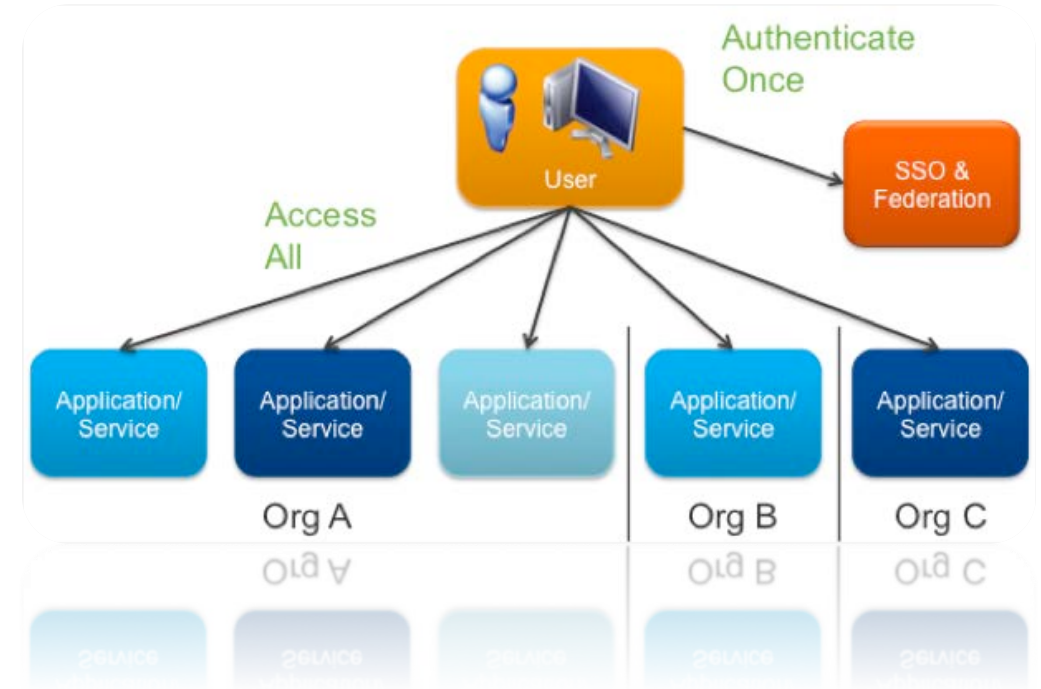 Authenticate
Once
User
SSO &
Federation
Access
All
Application/
Service
Application/
Service
Application/
Service
Application/
Service
Application/
Service
Org A
Org B
Org C